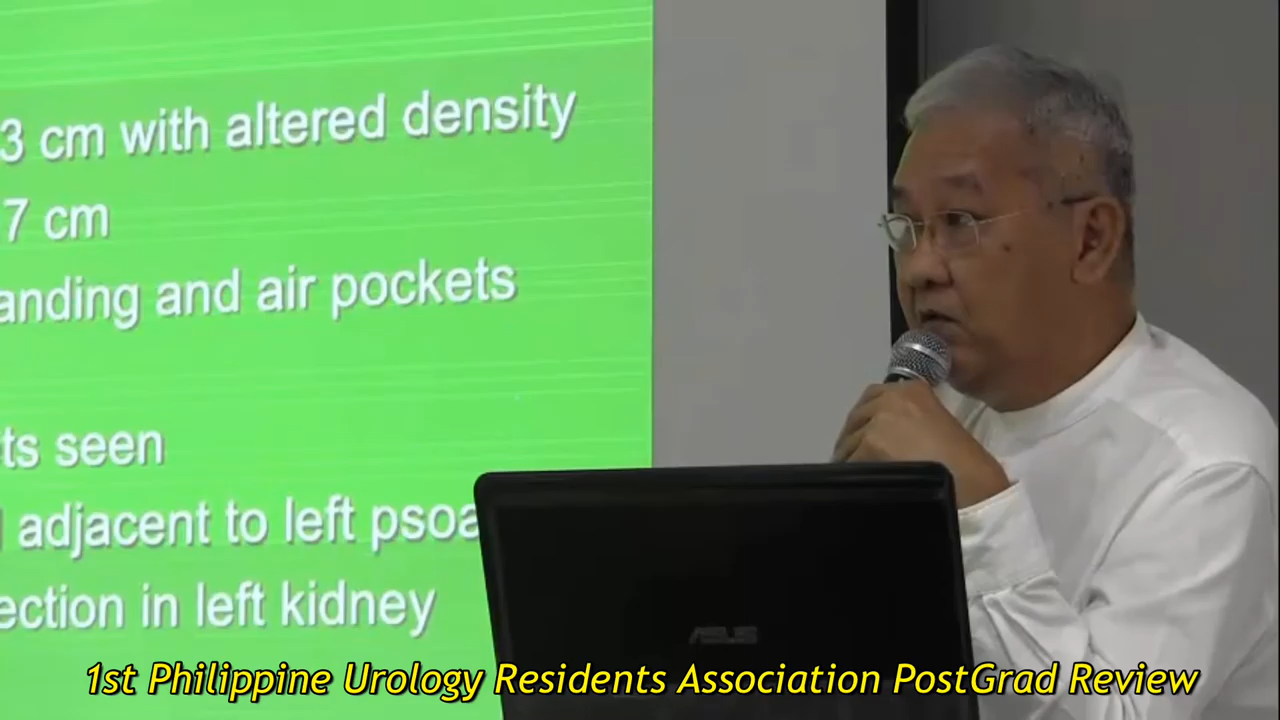 3 cm with altered density
7 cm
anding and air pockets
ts seen
adjacent to left psoa
ection in left kidney
ASUS
1st Philippine Urology Residents Association PostGrad Review